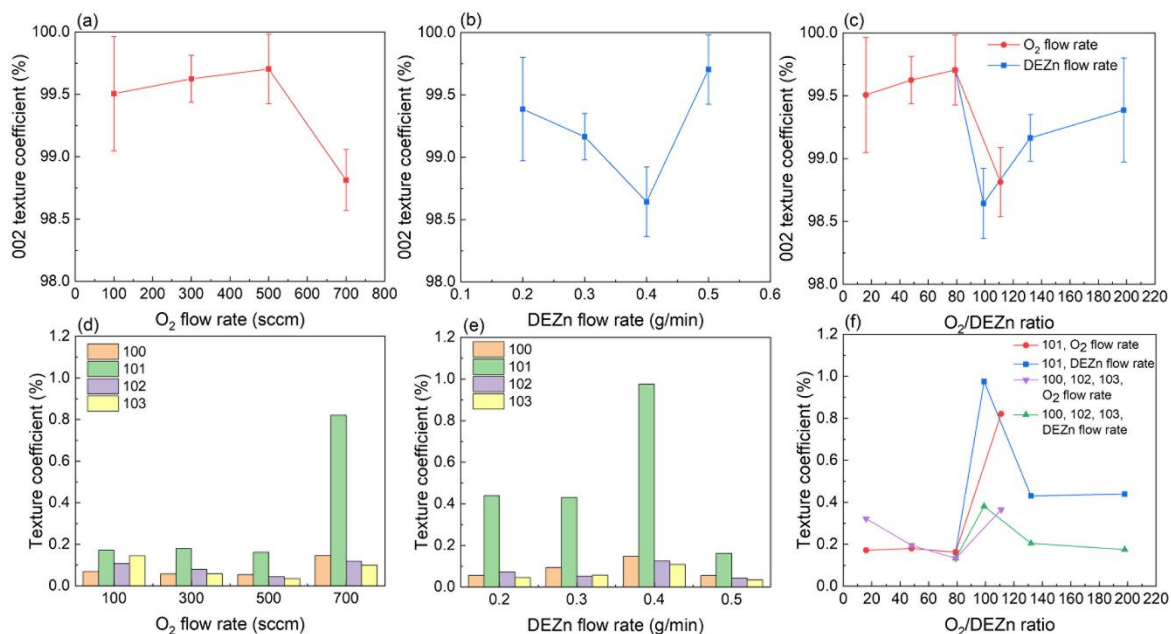 (a)
100.0
99.5
99.0
98.5
98.0
002 texture coefficient (%)
0 100 200 300 400 500 600 700 800
O₂ flow rate (sccm)
(b)
100.0
99.5
99.0
98.5
98.0
002 texture coefficient (%)
0.1 0.2 0.3 0.4 0.5 0.6
DEZn flow rate (g/min)
(c)
O₂ flow rate
DEZn flow rate
100.0
99.5
99.0
98.5
98.0
002 texture coefficient (%)
0 20 40 60 80 100 120 140 160 180 200 220
O₂/DEZn ratio
(d)
100
101
102
103
1.2
1.0
0.8
0.6
0.4
0.2
0.0
Texture coefficient (%)
100 300 500 700
O₂ flow rate (sccm)
(e)
100
101
102
103
1.2
1.0
0.8
0.6
0.4
0.2
0.0
Texture coefficient (%)
0.2 0.3 0.4 0.5
DEZn flow rate (g/min)
(f)
101, O₂ flow rate
101, DEZn flow rate
100, 102, 103,
O₂ flow rate
100, 102, 103,
DEZn flow rate
1.2
1.0
0.8
0.6
0.4
0.2
0.0
Texture coefficient (%)
0 20 40 60 80 100 120 140 160 180 200 220
O₂/DEZn ratio